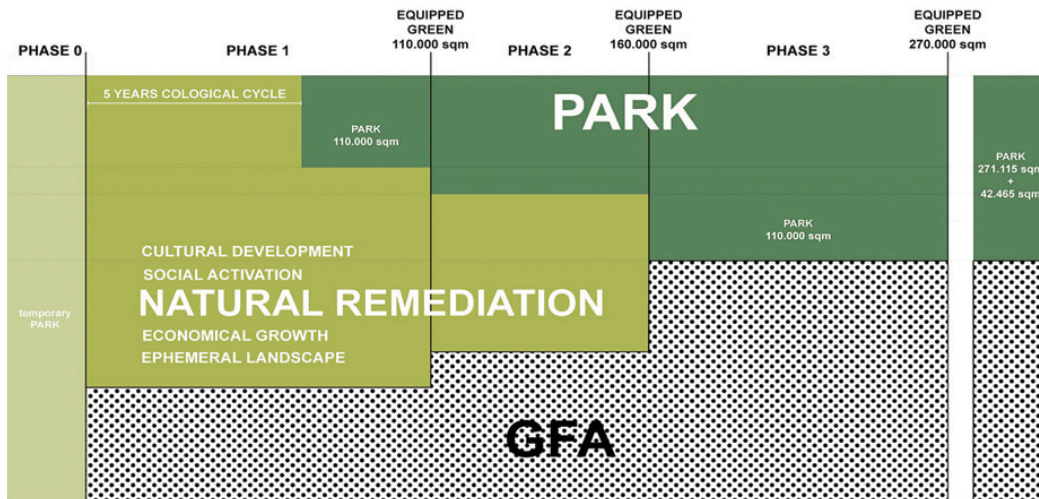 PHASE 0
PHASE 1
EQUIPPED
GREEN
110.000 sqm
PHASE 2
EQUIPPED
GREEN
160.000 sqm
PHASE 3
EQUIPPED
GREEN
270.000 sqm
5 YEARS COLOGICAL CYCLE
PARK
110.000 sqm
PARK
PARK
271.115 sqm
+
42.465 sqm
PARK
110.000 sqm
CULTURAL DEVELOPMENT
SOCIAL ACTIVATION
NATURAL REMEDIATION
ECONOMICAL GROWTH
EPHEMERAL LANDSCAPE
temporary
PARK
GFA